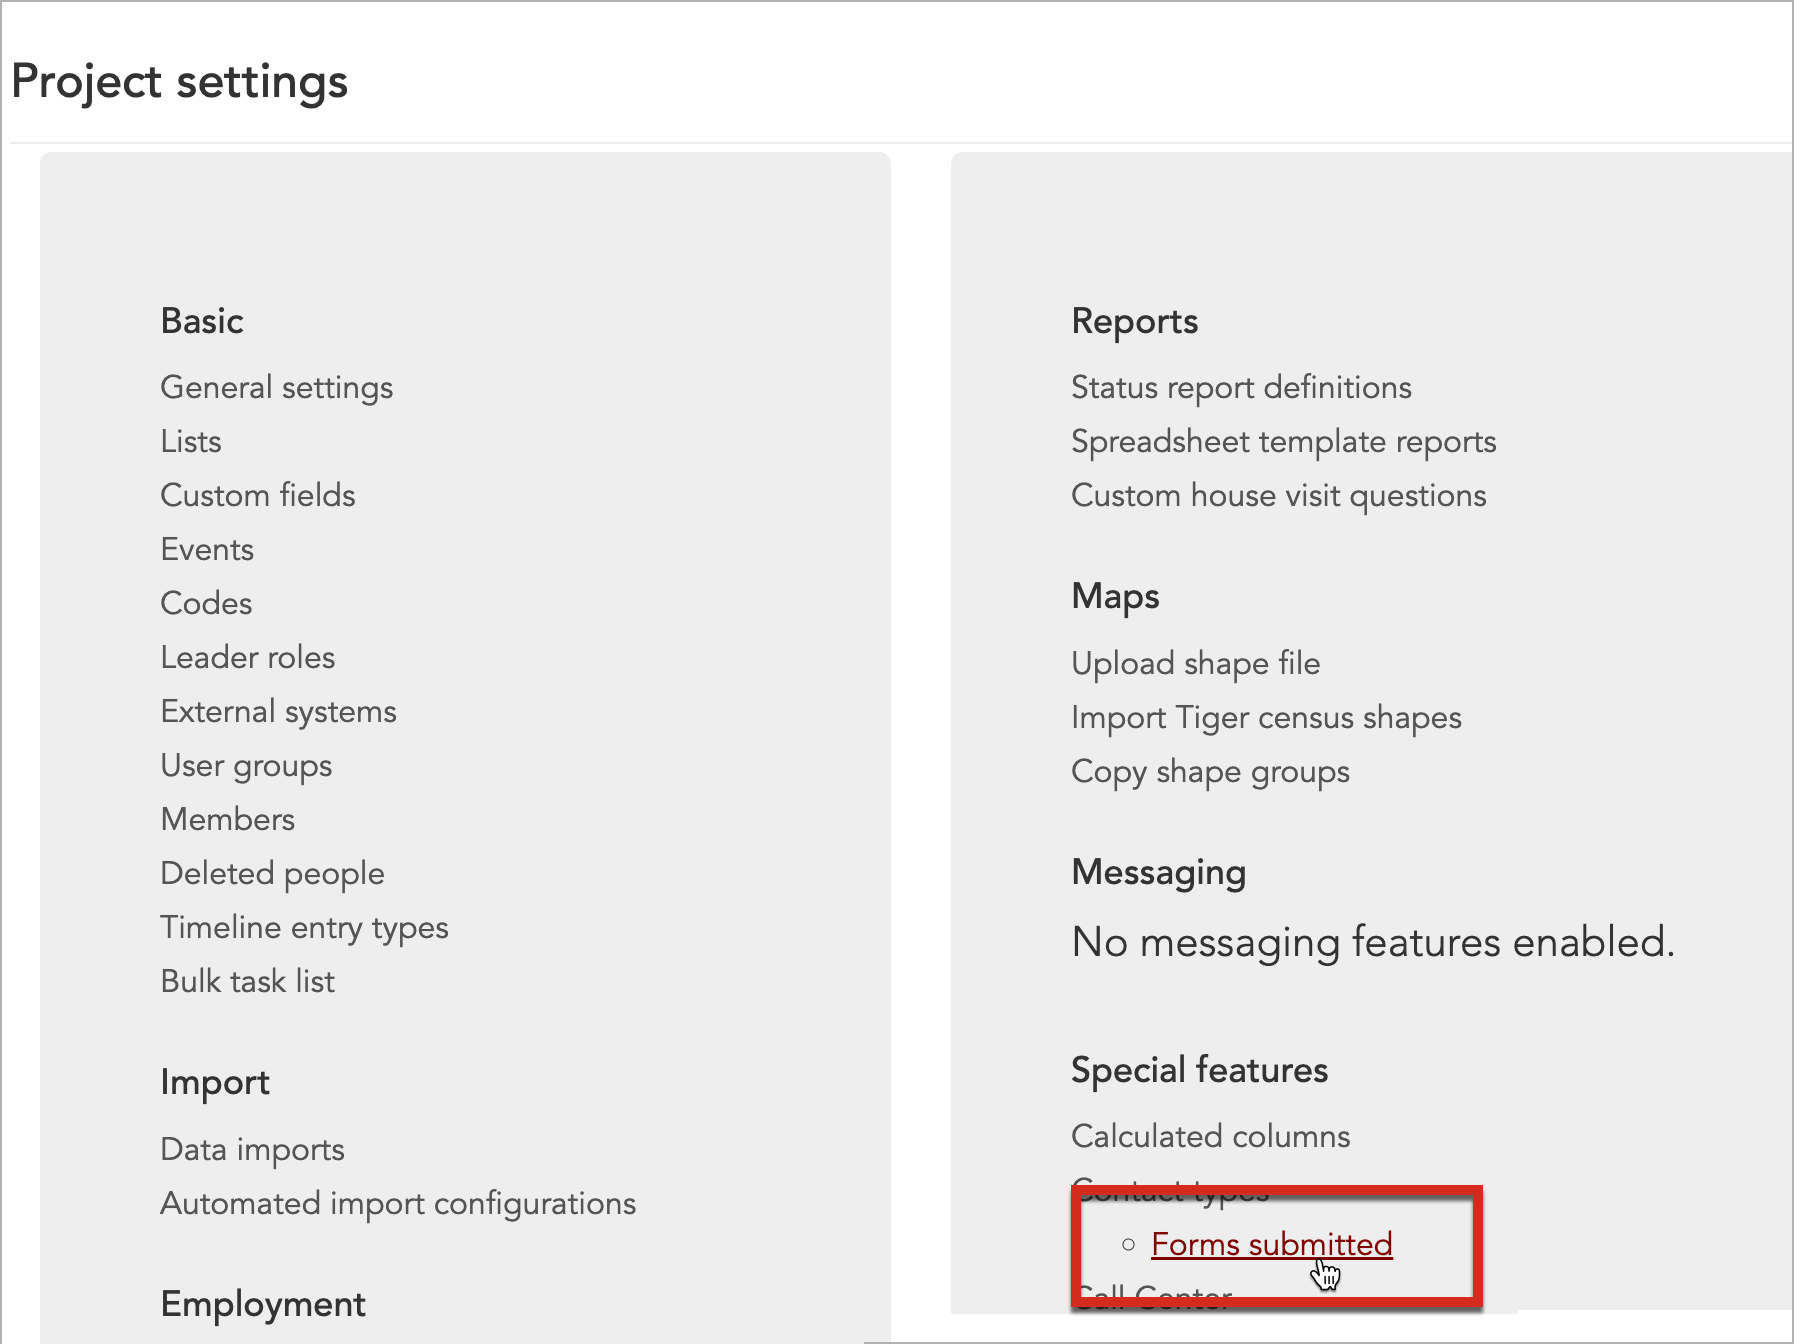 Project settings
Basic
General settings
Lists
Custom fields
Events
Codes
Leader roles
External systems
User groups
Members
Deleted people
Timeline entry types
Bulk task list
Import
Data imports
Automated import configurations
Employment
Reports
Status report definitions
Spreadsheet template reports
Custom house visit questions
Maps
Upload shape file
Import Tiger census shapes
Copy shape groups
Messaging
No messaging features enabled.
Special features
Calculated columns
Contact types
Forms submitted
Call Center